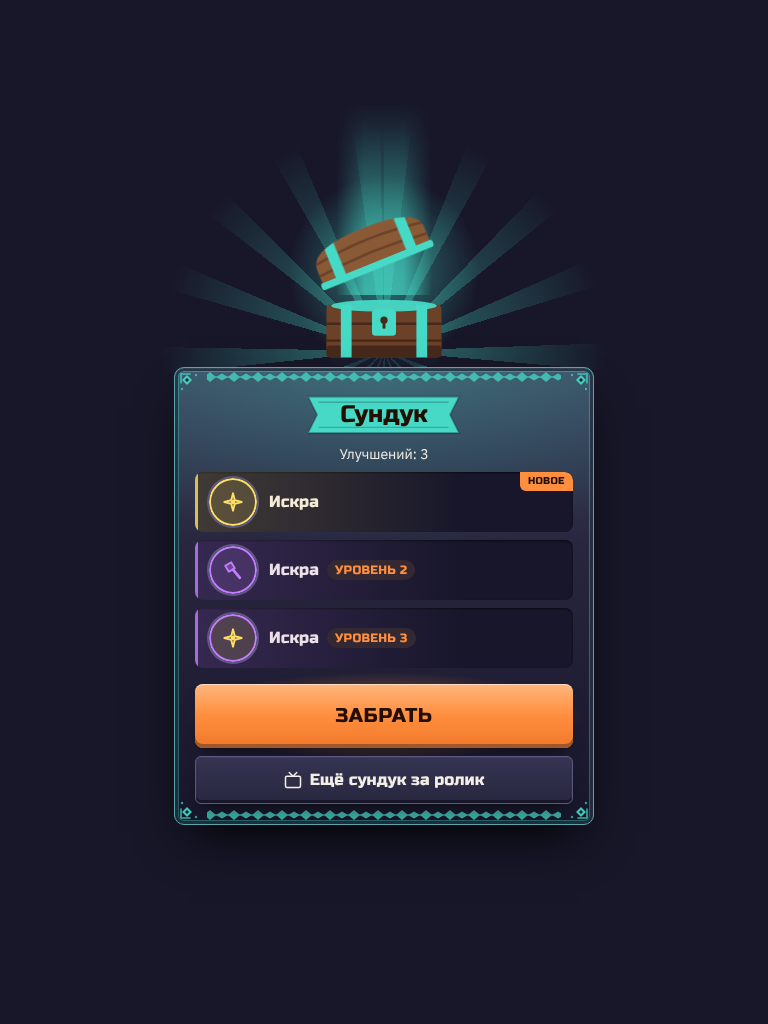 Сундук
Улучшений: 3
НОВОЕ
Искра
Искра УРОВЕНЬ 2
Искра УРОВЕНЬ 3
ЗАБРАТЬ
Ещё сундук за ролик